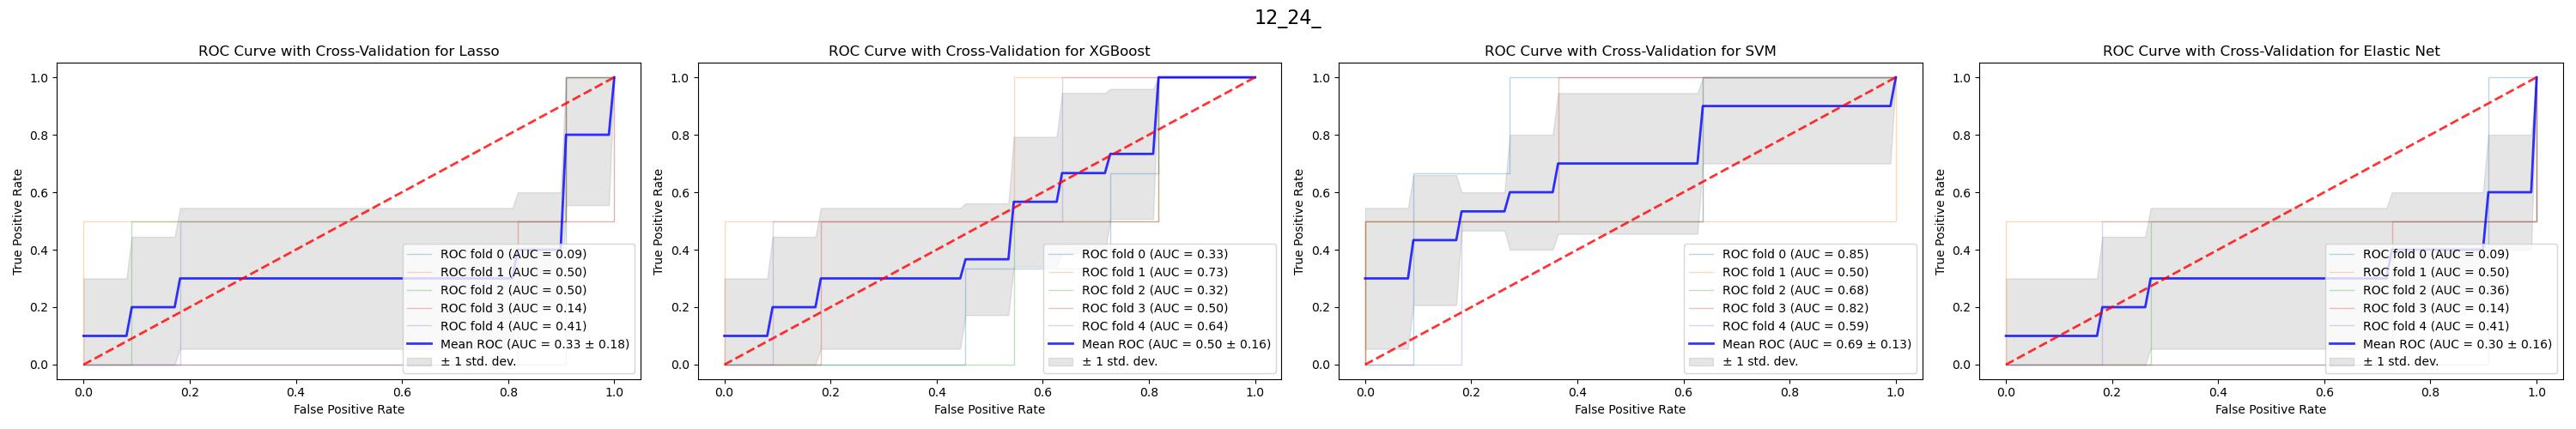 12_24_
ROC Curve with Cross-Validation for Lasso
True Positive Rate
1.0
0.8
0.6
0.4
0.2
0.0
ROC fold 0 (AUC = 0.09)
ROC fold 1 (AUC = 0.50)
ROC fold 2 (AUC = 0.50)
ROC fold 3 (AUC = 0.14)
ROC fold 4 (AUC = 0.41)
Mean ROC (AUC = 0.33 ± 0.18)
± 1 std. dev.
0.0 0.2 0.4 0.6 0.8 1.0
False Positive Rate
ROC Curve with Cross-Validation for XGBoost
True Positive Rate
1.0
0.8
0.6
0.4
0.2
0.0
ROC fold 0 (AUC = 0.33)
ROC fold 1 (AUC = 0.73)
ROC fold 2 (AUC = 0.32)
ROC fold 3 (AUC = 0.50)
ROC fold 4 (AUC = 0.64)
Mean ROC (AUC = 0.50 ± 0.16)
± 1 std. dev.
0.0 0.2 0.4 0.6 0.8 1.0
False Positive Rate
ROC Curve with Cross-Validation for SVM
True Positive Rate
1.0
0.8
0.6
0.4
0.2
0.0
ROC fold 0 (AUC = 0.85)
ROC fold 1 (AUC = 0.50)
ROC fold 2 (AUC = 0.68)
ROC fold 3 (AUC = 0.82)
ROC fold 4 (AUC = 0.59)
Mean ROC (AUC = 0.69 ± 0.13)
± 1 std. dev.
0.0 0.2 0.4 0.6 0.8 1.0
False Positive Rate
ROC Curve with Cross-Validation for Elastic Net
True Positive Rate
1.0
0.8
0.6
0.4
0.2
0.0
ROC fold 0 (AUC = 0.09)
ROC fold 1 (AUC = 0.50)
ROC fold 2 (AUC = 0.36)
ROC fold 3 (AUC = 0.14)
ROC fold 4 (AUC = 0.41)
Mean ROC (AUC = 0.30 ± 0.16)
± 1 std. dev.
0.0 0.2 0.4 0.6 0.8 1.0
False Positive Rate